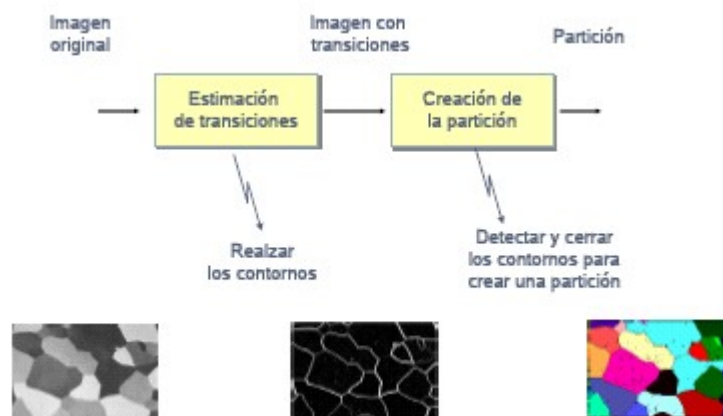 Imagen
original
Imagen con
transiciones
Partición
Estimación
de transiciones
Creación de
la partición
Realzar
los contornos
Detectar y cerrar
los contornos para
crear una partición